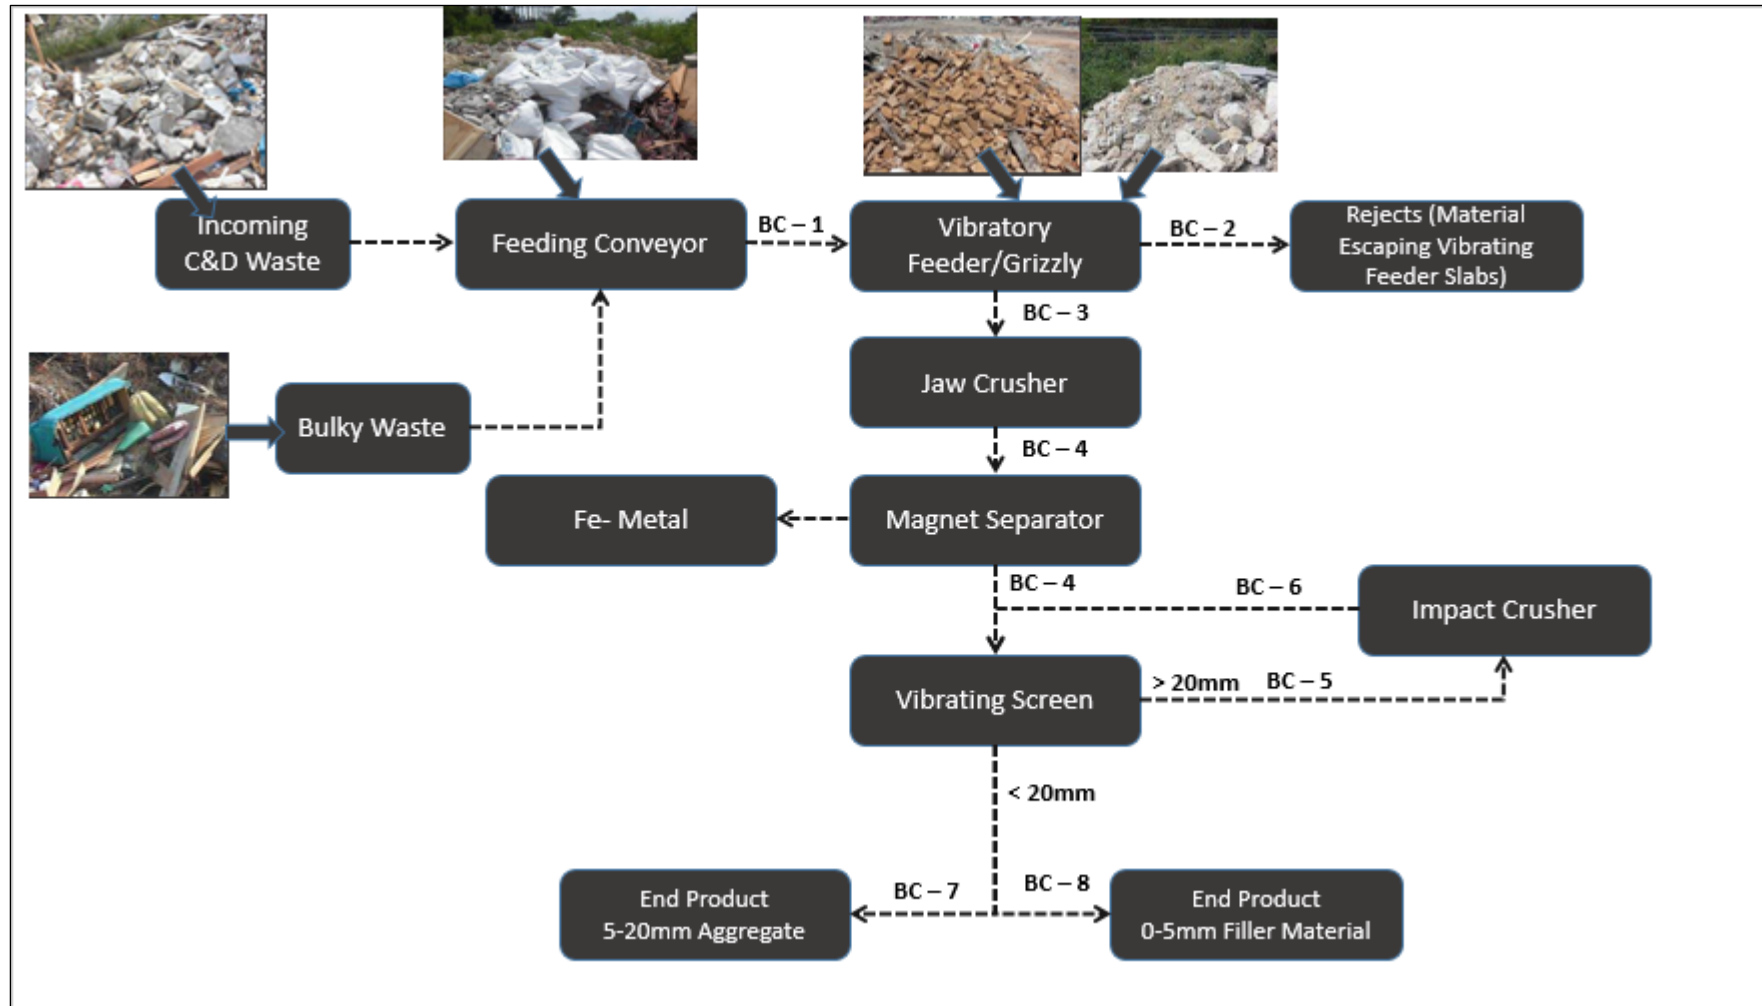 Incoming
C&D Waste
Feeding Conveyor
BC – 1
Vibratory
Feeder/Grizzly
BC – 2
Rejects (Material
Escaping Vibrating
Feeder Slabs)
BC – 3
Jaw Crusher
Bulky Waste
BC – 4
Fe- Metal
Magnet Separator
BC – 4
BC – 6
Impact Crusher
Vibrating Screen
> 20mm
BC – 5
< 20mm
BC – 7
BC – 8
End Product
5-20mm Aggregate
End Product
0-5mm Filler Material